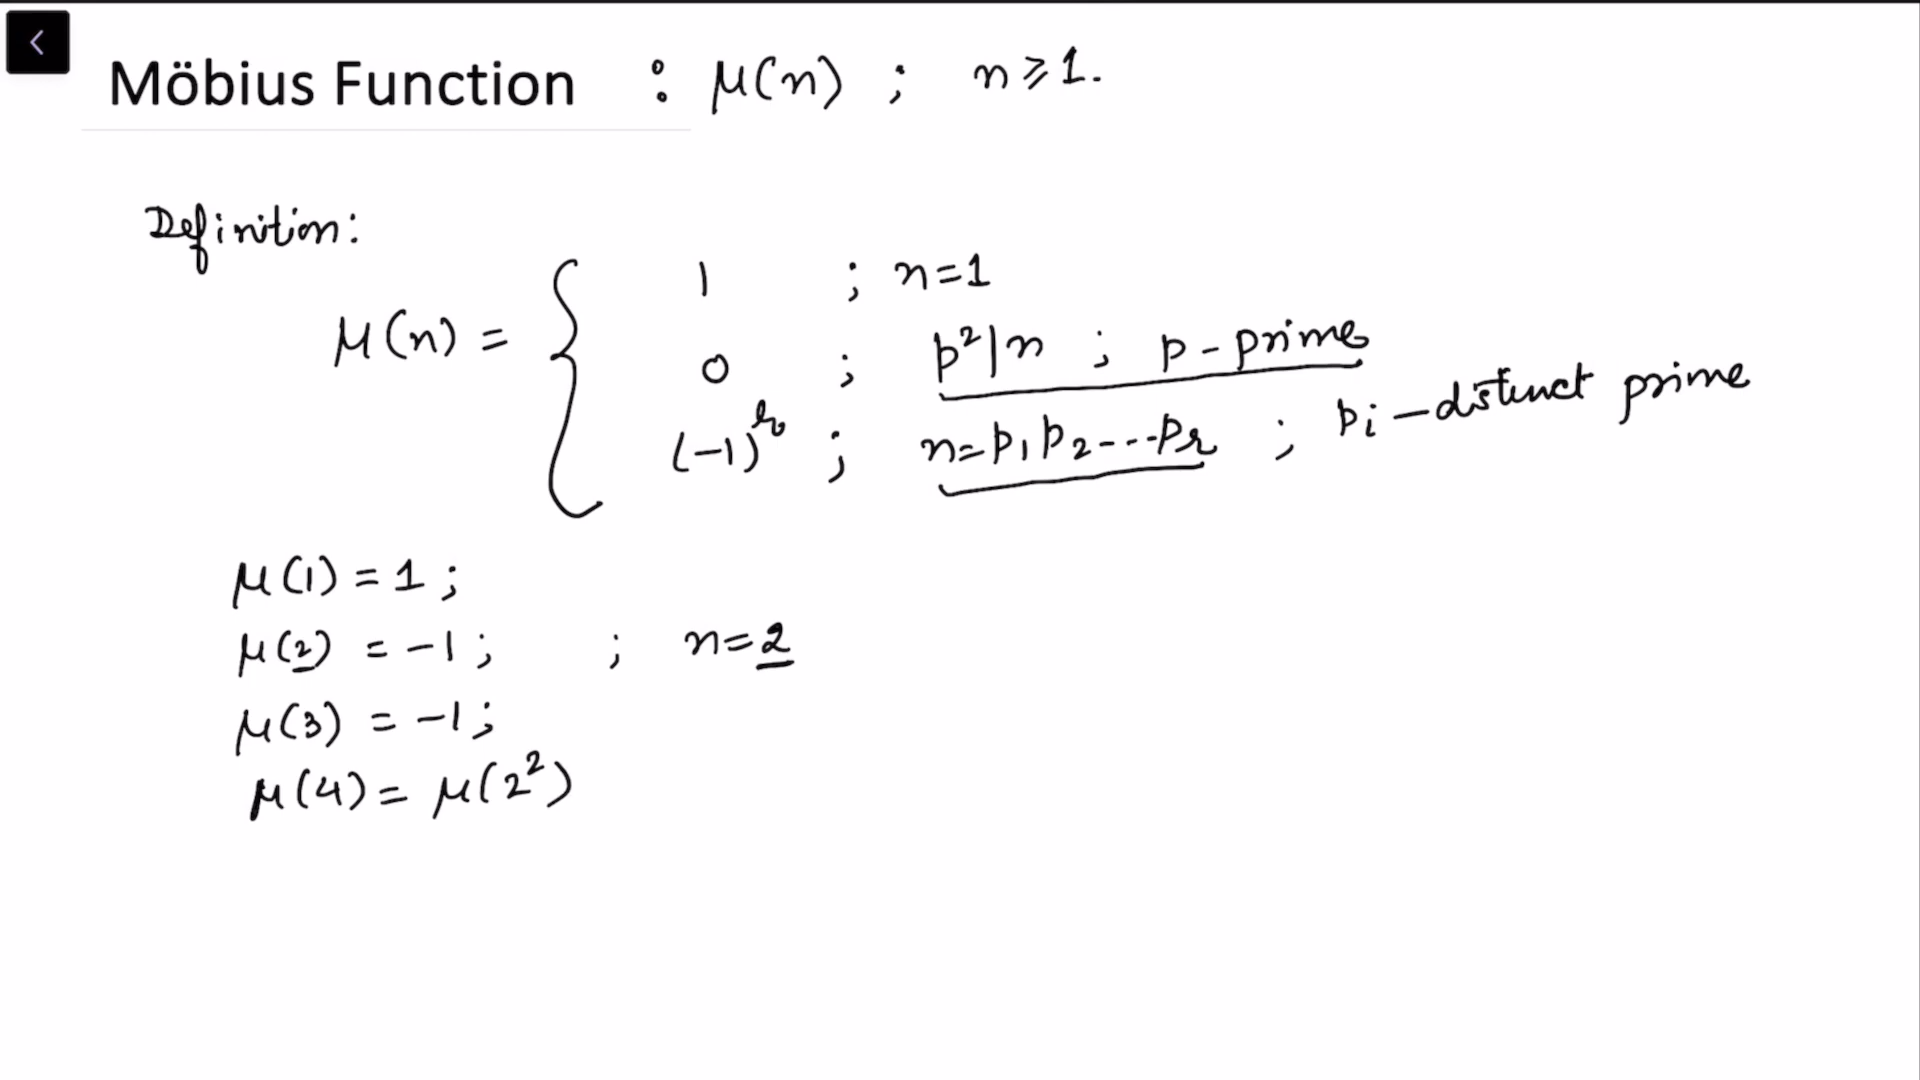 Möbius Function : μ(n) ; n ⩾ 1.
Definition:
μ(n) = {
1 ; n=1
0 ; p²|n ; p - prime
(-1)^r ; n=p₁p₂---pᵣ ; pᵢ - distinct prime
μ(1) = 1 ;
μ(2) = -1 ; ; n=2
μ(3) = -1 ;
μ(4) = μ(2²)